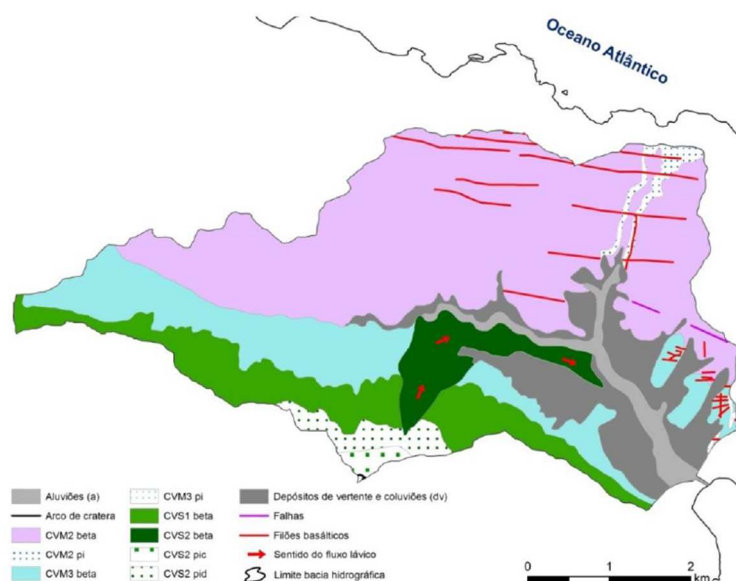 Oceano Atlântico
Aluviões (a)
Arco de cratera
CVM2 beta
CVM2 pi
CVM3 beta
CVM3 pi
CVS1 beta
CVS2 beta
CVS2 pic
CVS2 pid
Depósitos de vertente e coluviões (dv)
Falhas
Filões basálticos
Sentido do fluxo lávico
Limite bacia hidrográfica
0 1 2
km